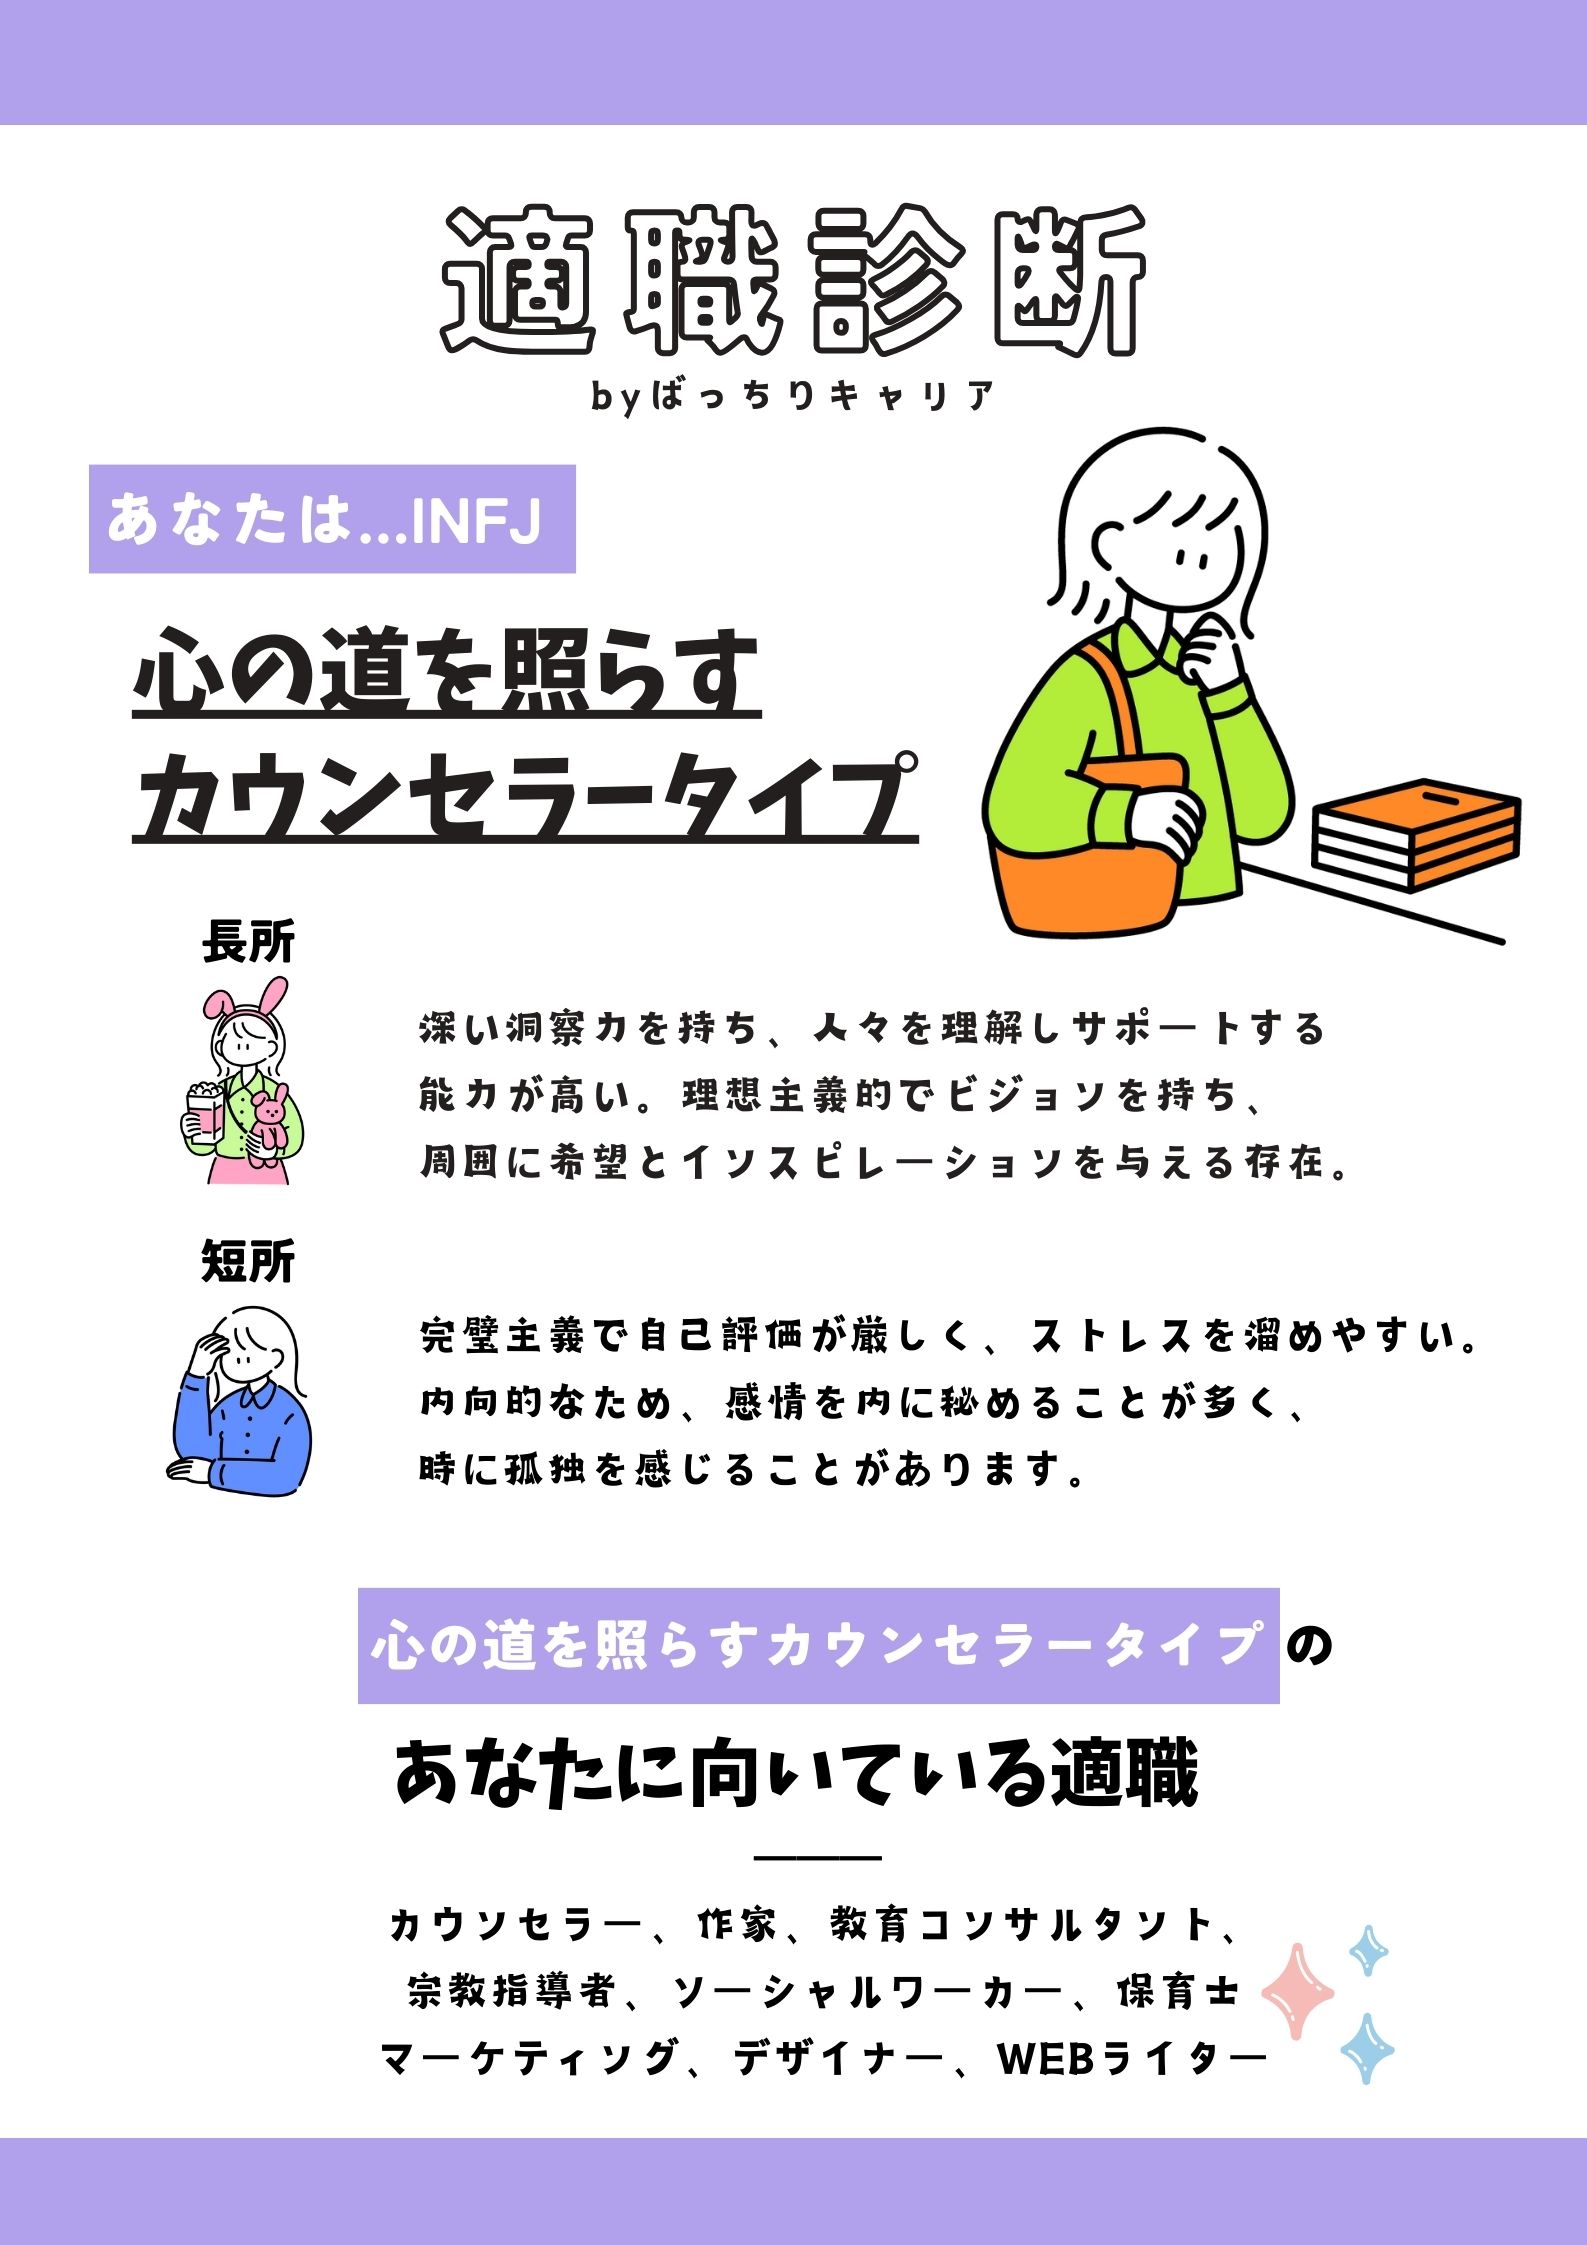 適職診断
byばっちりキャリア
あなたは...INFJ
心の道を照らす
カウンセラータイプ
長所
深い洞察力を持ち、人々を理解しサポートする
能力が高い。理想主義的でビジョンを持ち、
周囲に希望とインスピレーションを与える存在。
短所
完璧主義で自己評価が厳しく、ストレスを溜めやすい。
内向的なため、感情を内に秘めることが多く、
時に孤独を感じることがあります。
心の道を照らすカウンセラータイプ の
あなたに向いている適職
カウンセラー、作家、教育コンサルタント、
宗教指導者、ソーシャルワーカー、保育士
マーケティング、デザイナー、WEBライター